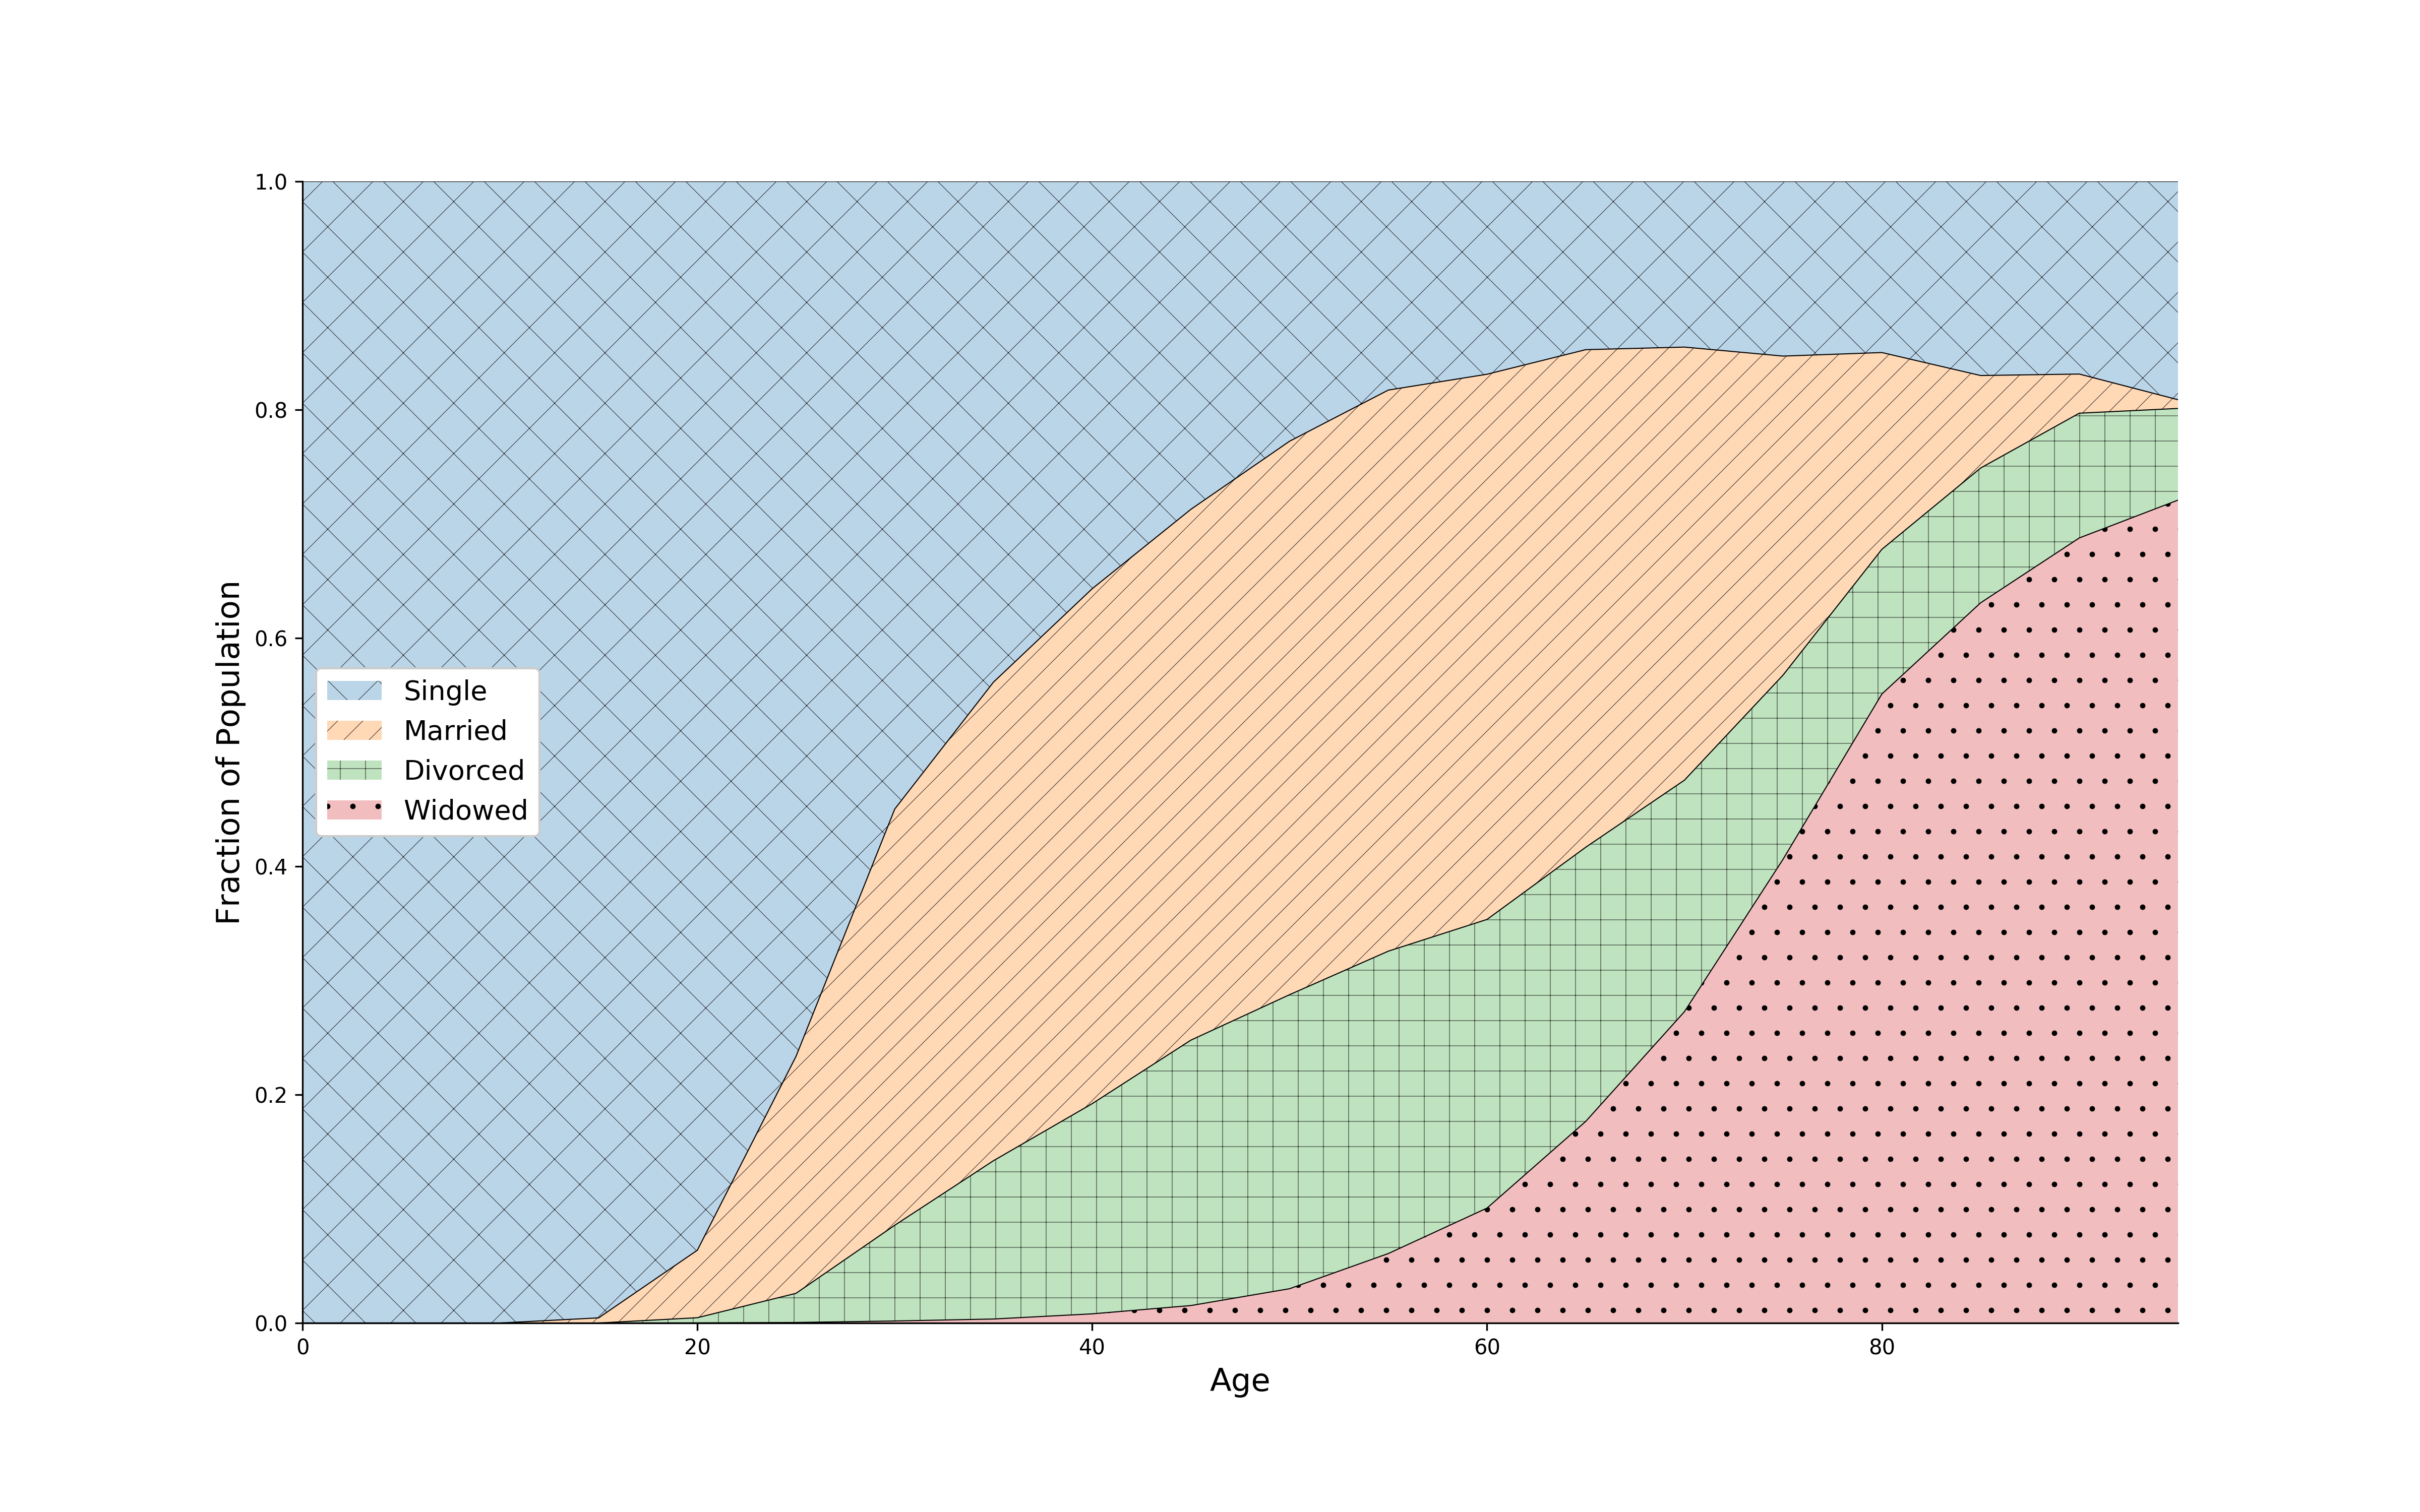 1.0
0.8
0.6
0.4
0.2
0.0
Fraction of Population
Single
Married
Divorced
Widowed
0 20 40 60 80
Age